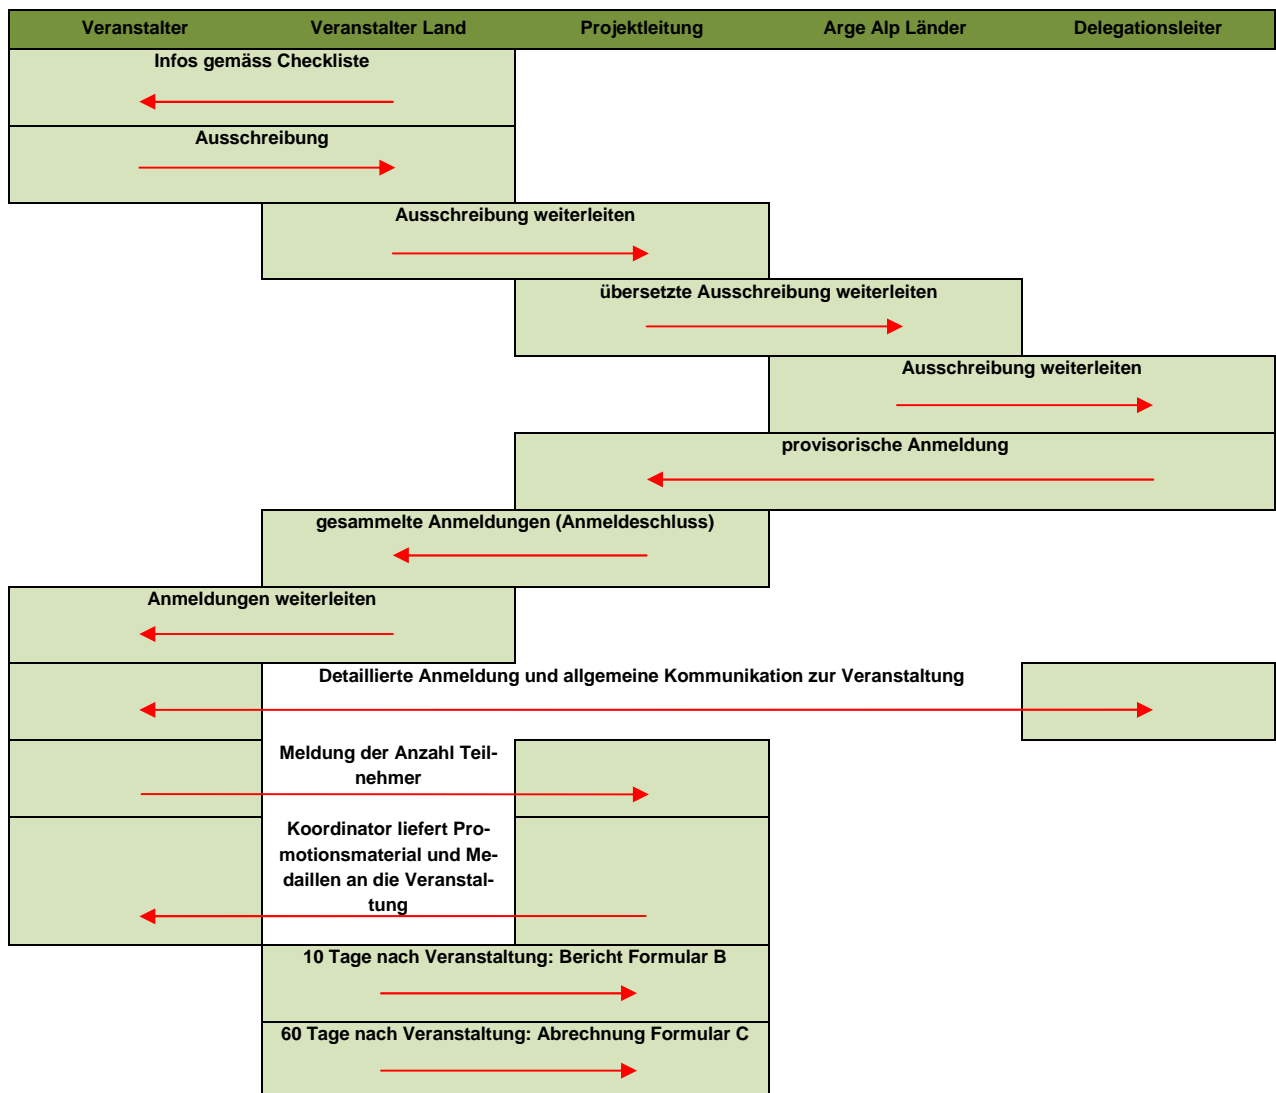 Veranstalter Veranstalter Land Projektleitung Arge Alp Länder Delegationsleiter
Infos gemäss Checkliste
Ausschreibung
Ausschreibung weiterleiten
übersetzte Ausschreibung weiterleiten
Ausschreibung weiterleiten
provisorische Anmeldung
gesammelte Anmeldungen (Anmeldeschluss)
Anmeldungen weiterleiten
Detaillierte Anmeldung und allgemeine Kommunikation zur Veranstaltung
Meldung der Anzahl Teil-
nehmer
Koordinator liefert Pro-
motionsmaterial und Me-
daillen an die Veranstal-
tung
10 Tage nach Veranstaltung: Bericht Formular B
60 Tage nach Veranstaltung: Abrechnung Formular C